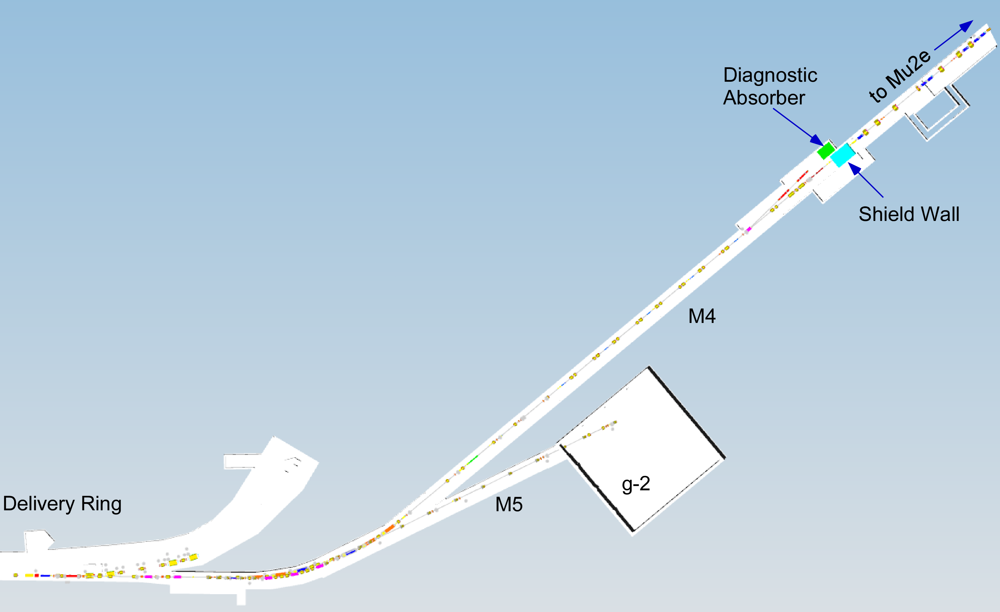 Diagnostic
Absorber
to Mu2e
Shield Wall
M4
g-2
M5
Delivery Ring